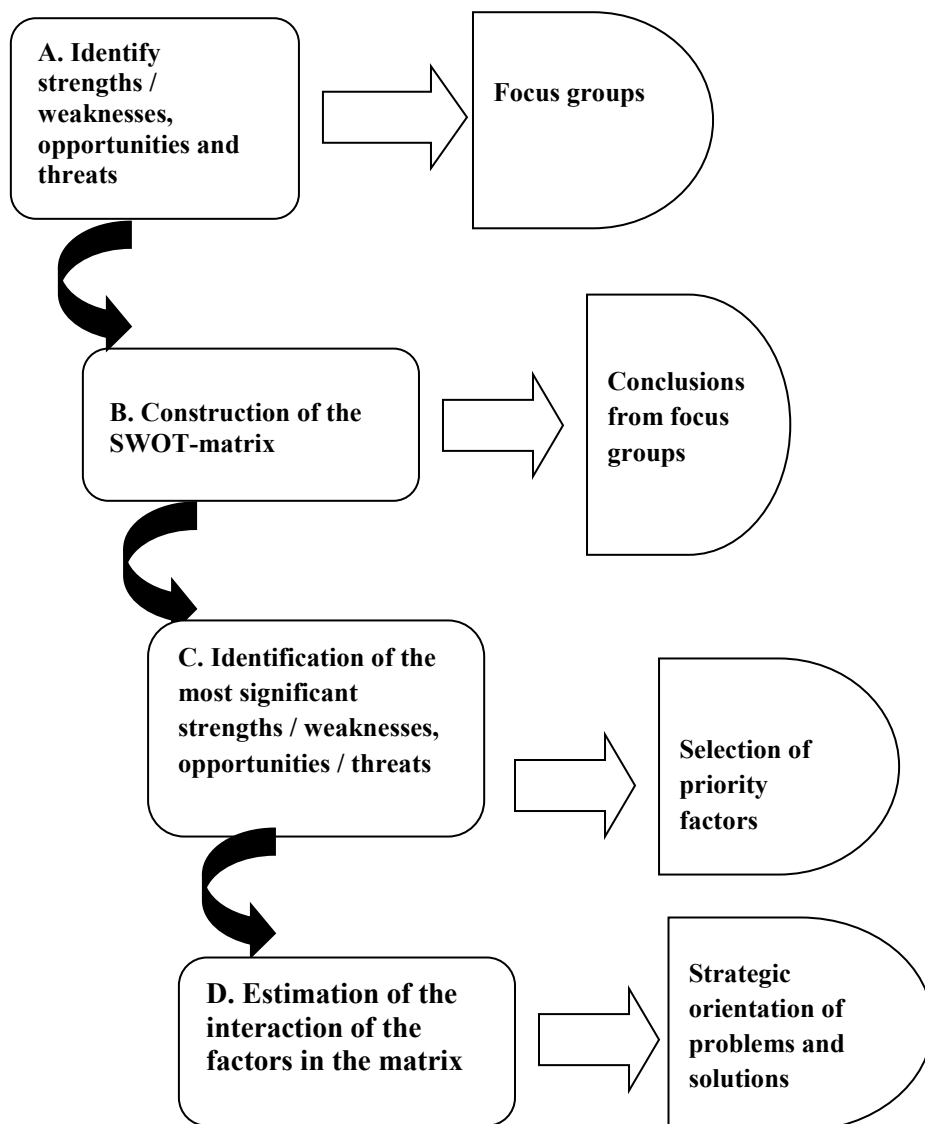 A. Identify
strengths /
weaknesses,
opportunities and
threats
Focus groups
B. Construction of the
SWOT-matrix
Conclusions
from focus
groups
C. Identification of the
most significant
strengths / weaknesses,
opportunities / threats
Selection of
priority
factors
D. Estimation of the
interaction of the
factors in the matrix
Strategic
orientation of
problems and
solutions